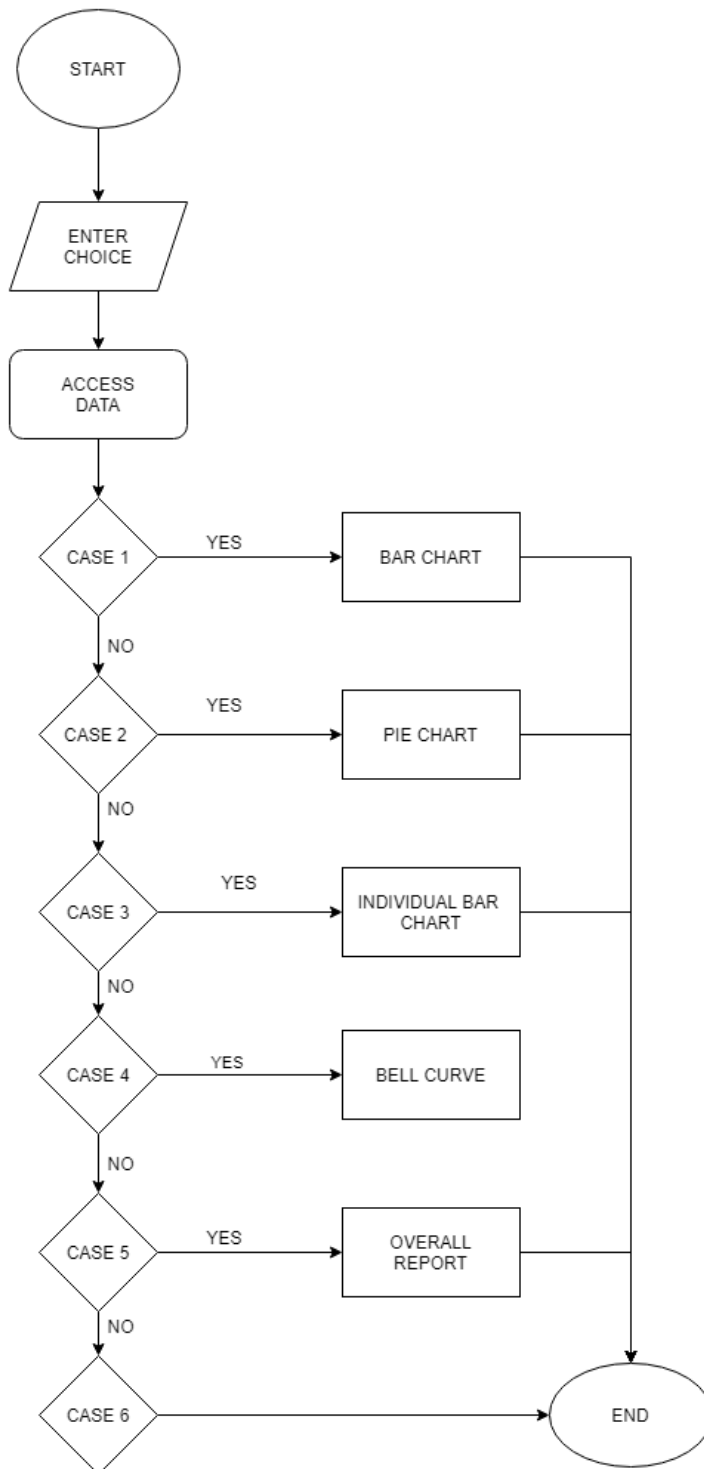 START
ENTER
CHOICE
ACCESS
DATA
CASE 1
YES
BAR CHART
NO
CASE 2
YES
PIE CHART
NO
CASE 3
YES
INDIVIDUAL BAR
CHART
NO
CASE 4
YES
BELL CURVE
NO
CASE 5
YES
OVERALL
REPORT
NO
CASE 6
END